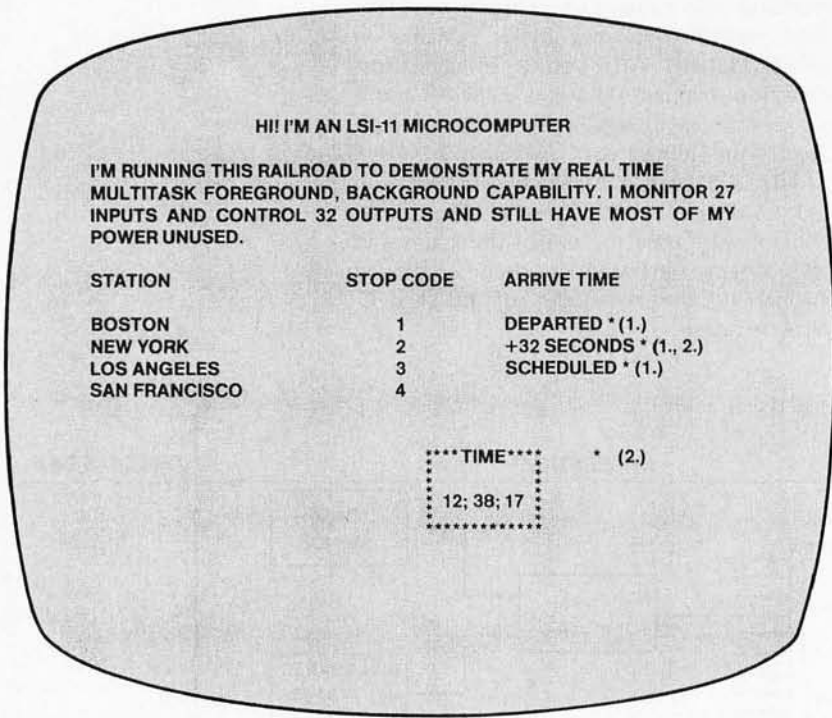 HI! I'M AN LSI-11 MICROCOMPUTER
I'M RUNNING THIS RAILROAD TO DEMONSTRATE MY REAL TIME
MULTITASK FOREGROUND, BACKGROUND CAPABILITY. I MONITOR 27
INPUTS AND CONTROL 32 OUTPUTS AND STILL HAVE MOST OF MY
POWER UNUSED.
STATION STOP CODE ARRIVE TIME
BOSTON 1 DEPARTED * (1.)
NEW YORK 2 +32 SECONDS * (1., 2.)
LOS ANGELES 3 SCHEDULED * (1.)
SAN FRANCISCO 4
****TIME**** * (2.)
12; 38; 17
*************